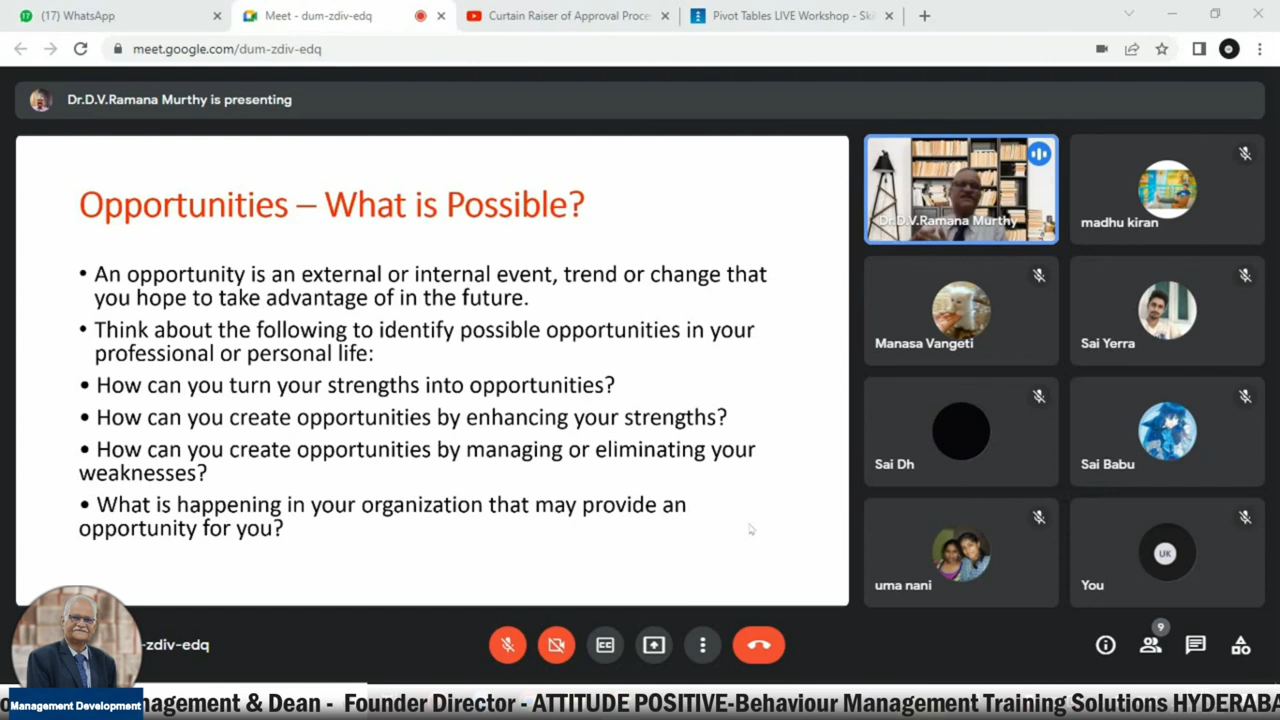 (17) WhatsApp
Meet - dum-zdiv-edq
Curtain Raiser of Approval Proce
Pivot Tables LIVE Workshop - Ski
meet.google.com/dum-zdiv-edq
Dr.D.V.Ramana Murthy is presenting
Opportunities – What is Possible?
• An opportunity is an external or internal event, trend or change that
you hope to take advantage of in the future.
• Think about the following to identify possible opportunities in your
professional or personal life:
• How can you turn your strengths into opportunities?
• How can you create opportunities by enhancing your strengths?
• How can you create opportunities by managing or eliminating your
weaknesses?
• What is happening in your organization that may provide an
opportunity for you?
Dr.D.V.Ramana Murthy
madhu kiran
Manasa Vangeti
Sai Yerra
Sai Dh
Sai Babu
uma nani
UK
You
-zdiv-edq
CC
9
Management Development
nagement & Dean - Founder Director - ATTITUDE POSITIVE-Behaviour Management Training Solutions HYDERABA